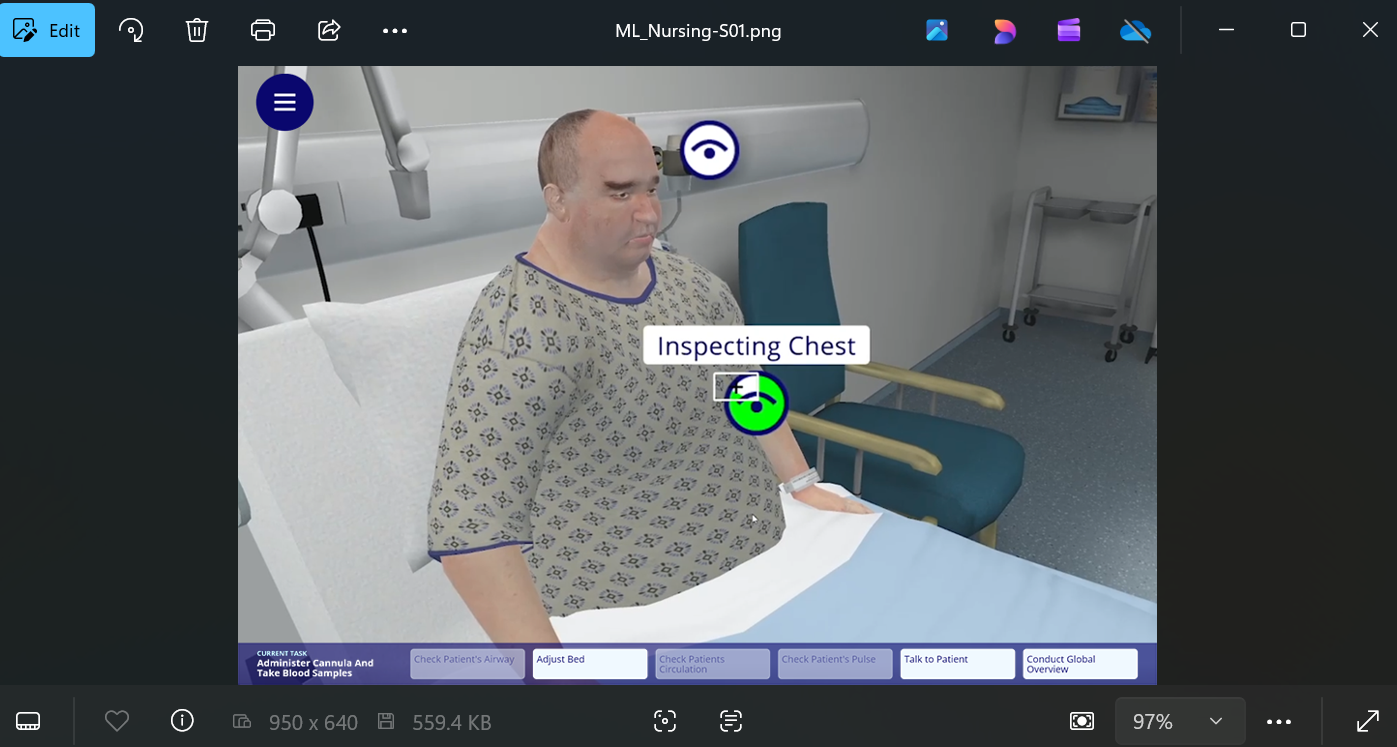 Edit
ML_Nursing-S01.png
Inspecting Chest
CURRENT TASK
Administer Cannula And
Take Blood Samples
Check Patient's Airway
Adjust Bed
Check Patients
Circulation
Check Patient's Pulse
Talk to Patient
Conduct Global
Overview
950 x 640
559.4 KB
97%